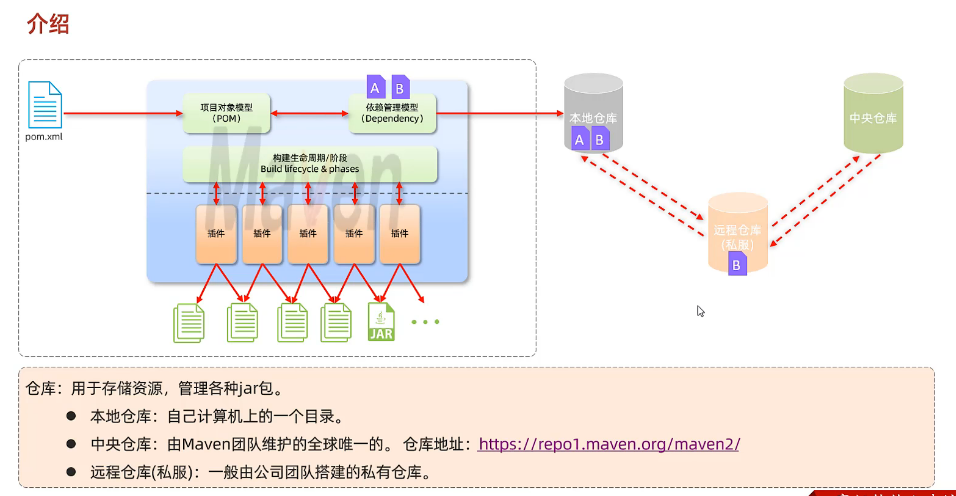 介绍
A B
pom.xml
项目对象模型
(POM)
依赖管理模型
(Dependency)
本地仓库
A B
中央仓库
构建生命周期/阶段
Build lifecycle & phases
Maven
插件 插件 插件 插件 插件
远程仓库
(私服)
B
JAR
仓库：用于存储资源，管理各种jar包。
● 本地仓库：自己计算机上的一个目录。
● 中央仓库：由Maven团队维护的全球唯一的。 仓库地址：https://repo1.maven.org/maven2/
● 远程仓库(私服)：一般由公司团队搭建的私有仓库。